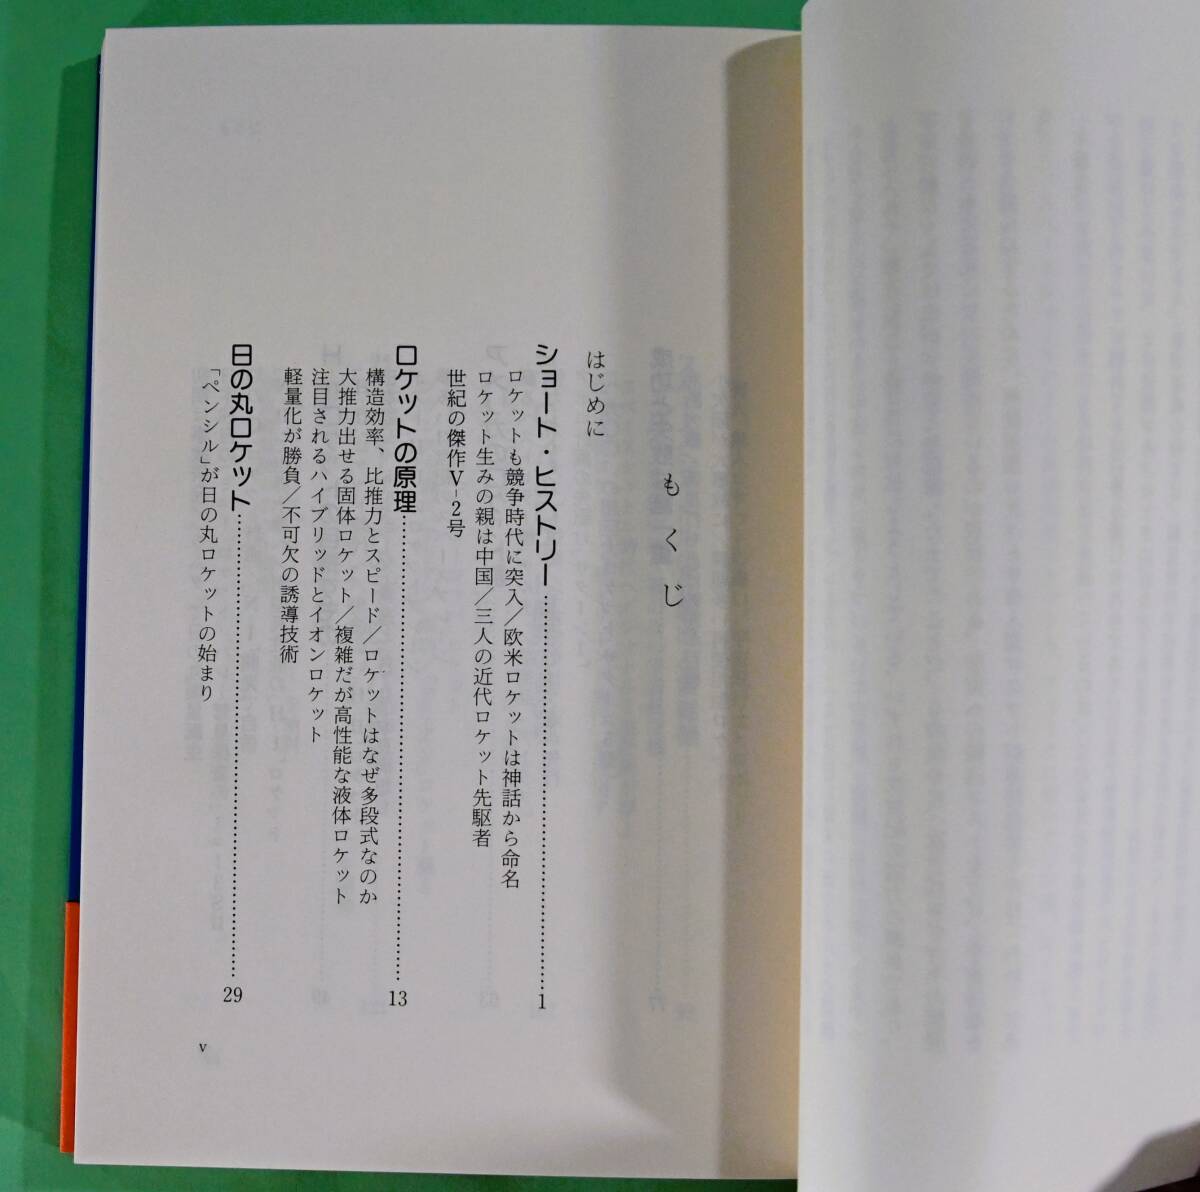 もくじ
はじめに
ショート・ヒストリー……………………1
ロケットも競争時代に突入/欧米ロケットは神話から命名
ロケット生みの親は中国/三人の近代ロケット先駆者
世紀の傑作V-2号
ロケットの原理……………………13
構造効率、比推力とスピード/ロケットはなぜ多段式なのか
大推力出せる固体ロケット/複雑だが高性能な液体ロケット
注目されるハイブリッドとイオンロケット
軽量化が勝負/不可欠の誘導技術
日の丸ロケット……………………29
「ペンシル」が日の丸ロケットの始まり
v